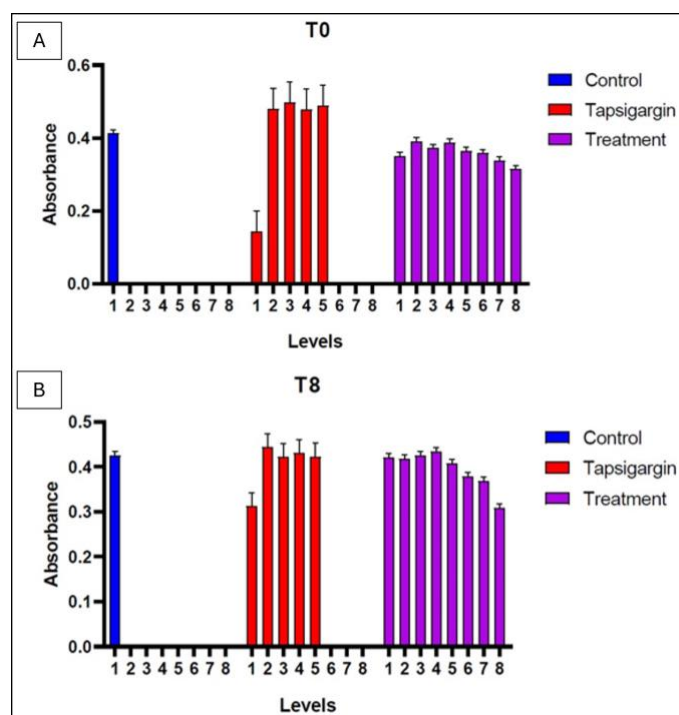 A
T0
0.6
0.4
0.2
0.0
Absorbance
1 2 3 4 5 6 7 8 1 2 3 4 5 6 7 8 1 2 3 4 5 6 7 8
Levels
Control
Tapsigargin
Treatment
B
T8
0.5
0.4
0.3
0.2
0.1
0.0
Absorbance
1 2 3 4 5 6 7 8 1 2 3 4 5 6 7 8 1 2 3 4 5 6 7 8
Levels
Control
Tapsigargin
Treatment